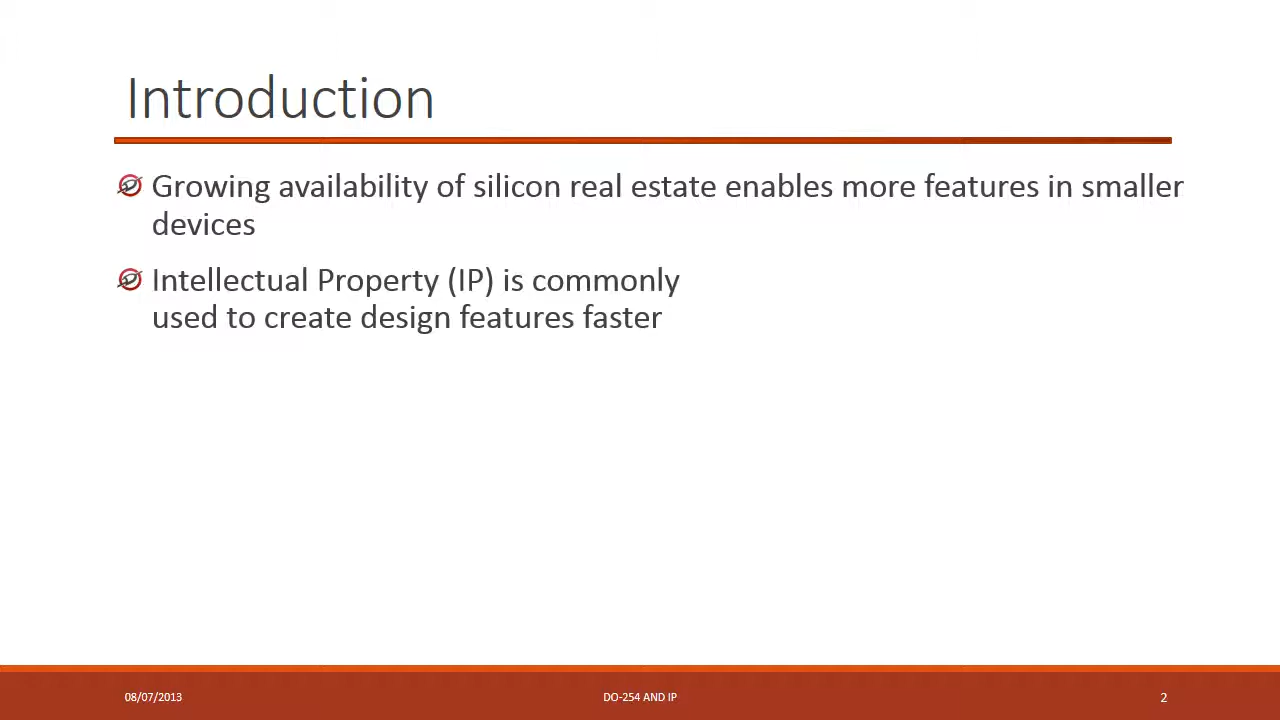 Introduction
Growing availability of silicon real estate enables more features in smaller
devices
Intellectual Property (IP) is commonly
used to create design features faster
08/07/2013
DO-254 AND IP
2